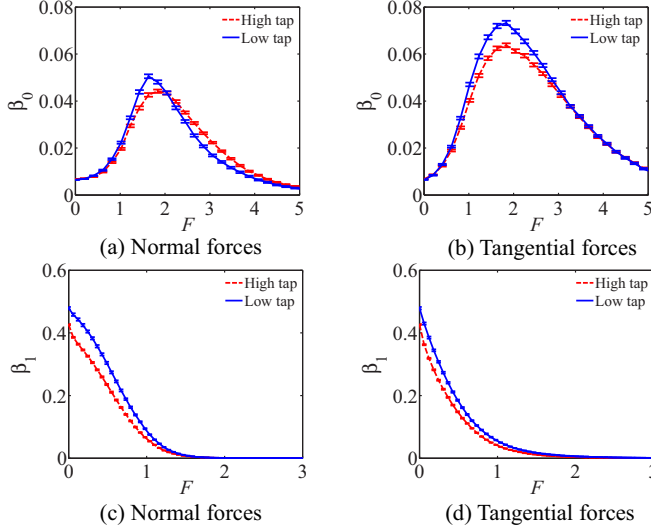 0.08
0.06
0.04
0.02
0
β0
High tap
Low tap
0 1 2 3 4 5
F
(a) Normal forces
0.08
0.06
0.04
0.02
0
β0
High tap
Low tap
0 1 2 3 4 5
F
(b) Tangential forces
0.6
0.4
0.2
0
β1
High tap
Low tap
0 1 2 3
F
(c) Normal forces
0.6
0.4
0.2
0
β1
High tap
Low tap
0 1 2 3
F
(d) Tangential forces